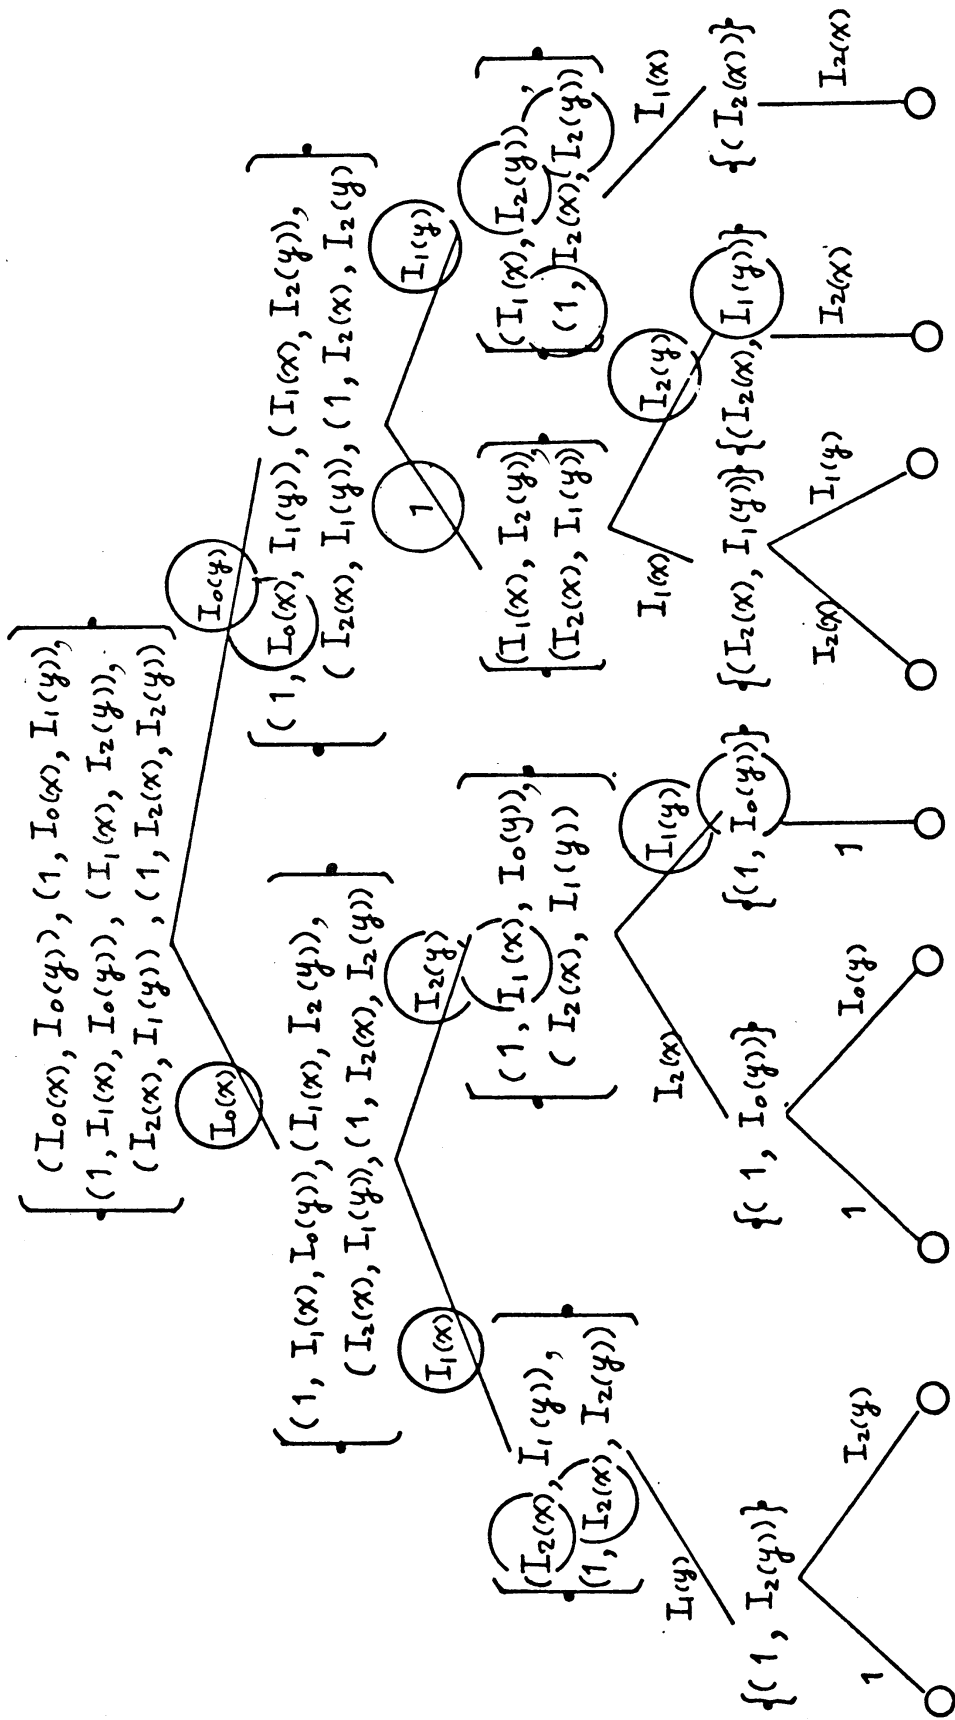 {(I₀(x), I₀(y)), (1, I₀(x), I₁(y)),
(1, I₁(x), I₀(y)), (I₁(x), I₂(y)),
(I₂(x), I₁(y)), (1, I₂(x), I₂(y))}
I₀(x)
I₀(y)
{(1, I₁(x), I₀(y)), (I₁(x), I₂(y)),
(I₂(x), I₁(y)), (1, I₂(x), I₂(y))}
{(1, I₀(x), I₁(y)), (I₁(x), I₂(y)),
(I₂(x), I₁(y)), (1, I₂(x), I₂(y)}
I₁(x)
I₂(y)
1
I₁(y)
{(I₂(x), I₁(y)),
(1, I₂(x), I₂(y))}
{(1, I₁(x), I₀(y)),
(I₂(x), I₁(y))}
{(I₁(x), I₂(y)),
(I₂(x), I₁(y))}
{(I₁(x), I₂(y)),
(1, I₂(x), I₂(y))}
I₁(y)
I₂(x)
I₁(y)
I₁(x)
I₂(y)
I₁(x)
{(1, I₂(y))}
{(1, I₀(y))}
{(1, I₀(y))}
{(I₂(x), I₁(y))}
{(I₂(x), I₁(y))}
{(I₂(x))}
1
I₂(y)
1
I₀(y)
1
I₂(x)
I₁(y)
I₂(x)
I₂(x)